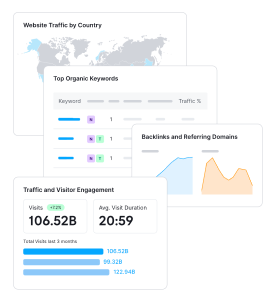 Website Traffic by Country
Top Organic Keywords
Keyword Traffic %
N 1
N T 1
N T 1
Backlinks and Referring Domains
Traffic and Visitor Engagement
Visits Avg. Visit Duration
106.52B 20:59
Total Visits last 3 months
106.52B
99.32B
122.94B